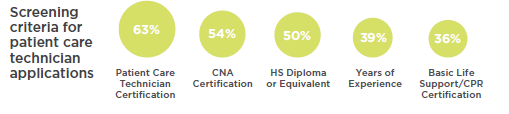 Screening
criteria for
patient care
technician
applications
63%
54%
50%
39%
36%
Patient Care
Technician
Certification
CNA
Certification
HS Diploma
or Equivalent
Years of
Experience
Basic Life
Support/CPR
Certification